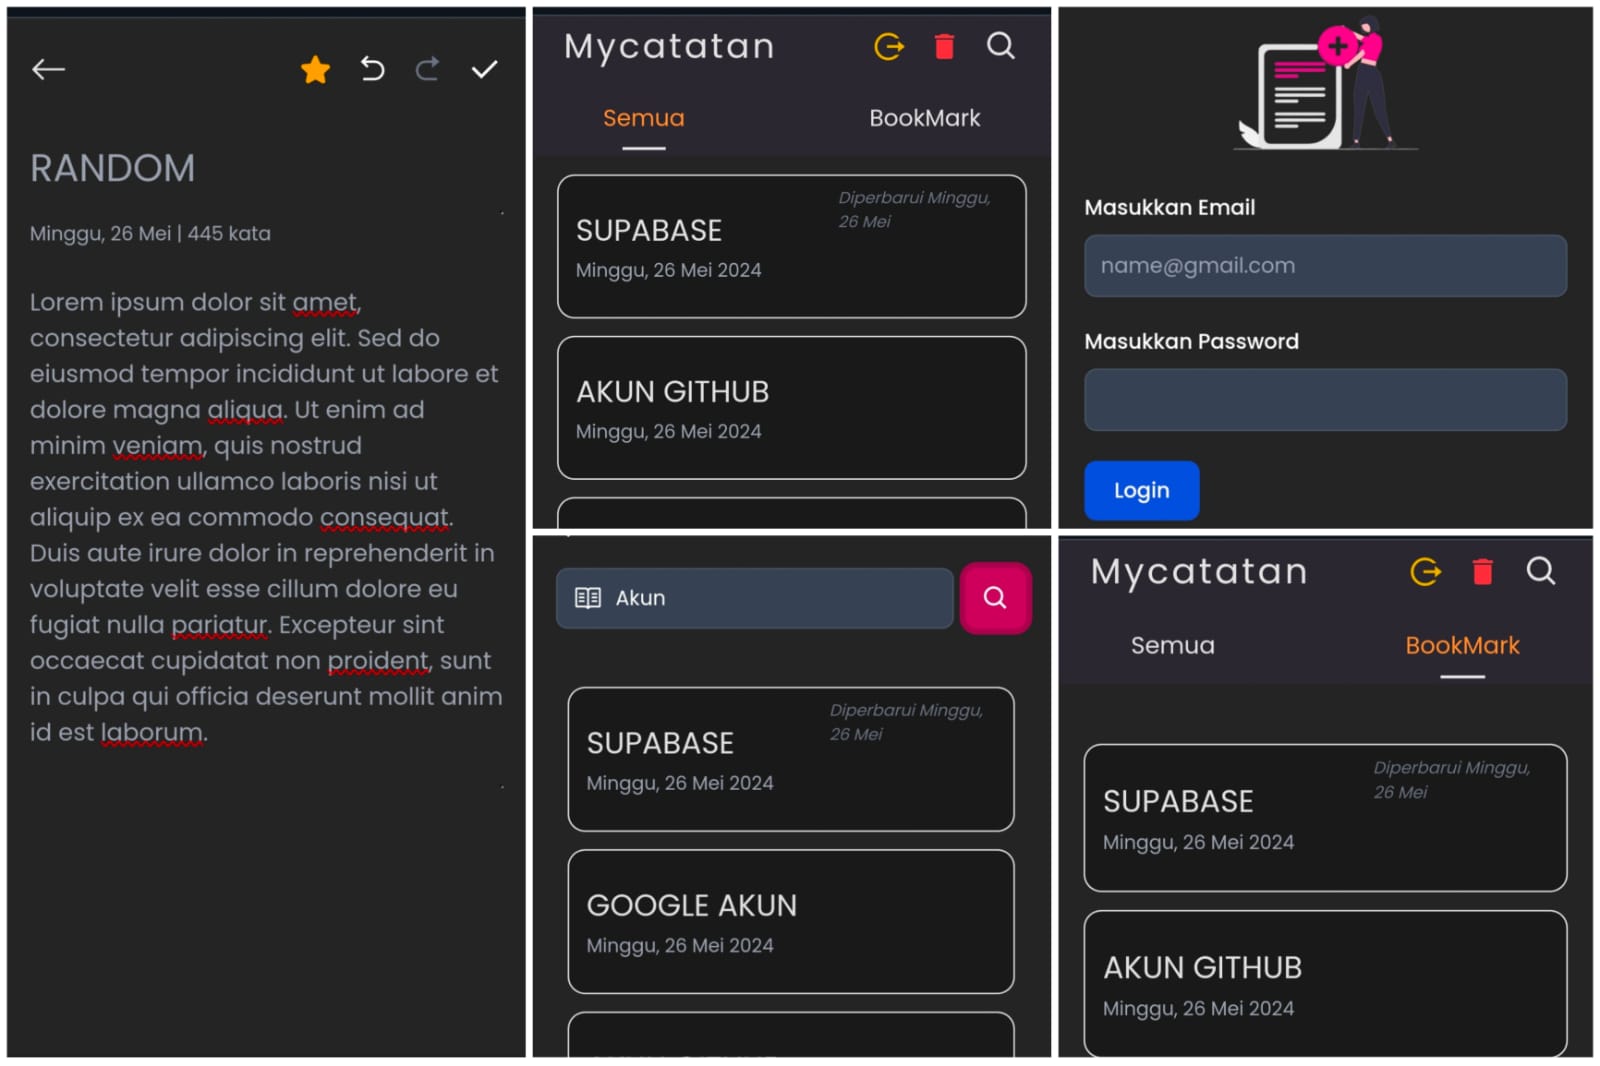 RANDOM
Minggu, 26 Mei | 445 kata
Lorem ipsum dolor sit amet,
consectetur adipiscing elit. Sed do
eiusmod tempor incididunt ut labore et
dolore magna aliqua. Ut enim ad
minim veniam, quis nostrud
exercitation ullamco laboris nisi ut
aliquip ex ea commodo consequat.
Duis aute irure dolor in reprehenderit in
voluptate velit esse cillum dolore eu
fugiat nulla pariatur. Excepteur sint
occaecat cupidatat non proident, sunt
in culpa qui officia deserunt mollit anim
id est laborum.
Mycatatan
Semua
BookMark
Diperbarui Minggu,
26 Mei
SUPABASE
Minggu, 26 Mei 2024
AKUN GITHUB
Minggu, 26 Mei 2024
Masukkan Email
name@gmail.com
Masukkan Password
Login
Akun
Diperbarui Minggu,
26 Mei
SUPABASE
Minggu, 26 Mei 2024
GOOGLE AKUN
Minggu, 26 Mei 2024
Mycatatan
Semua
BookMark
Diperbarui Minggu,
26 Mei
SUPABASE
Minggu, 26 Mei 2024
AKUN GITHUB
Minggu, 26 Mei 2024